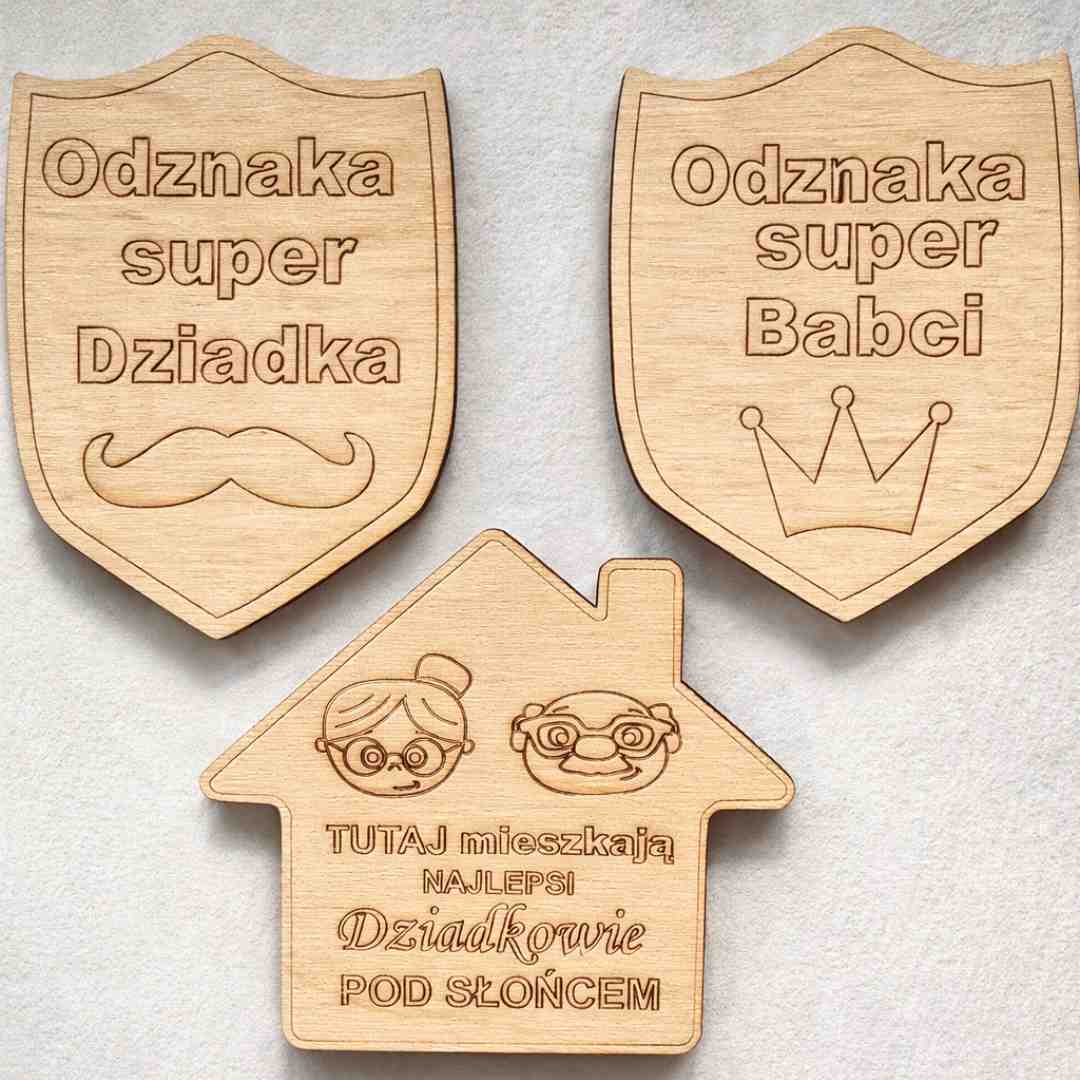 Odznaka
super
Dziadka
Odznaka
super
Babci
TUTAJ mieszkają
NAJLEPSI
Dziadkowie
POD SŁOŃCEM